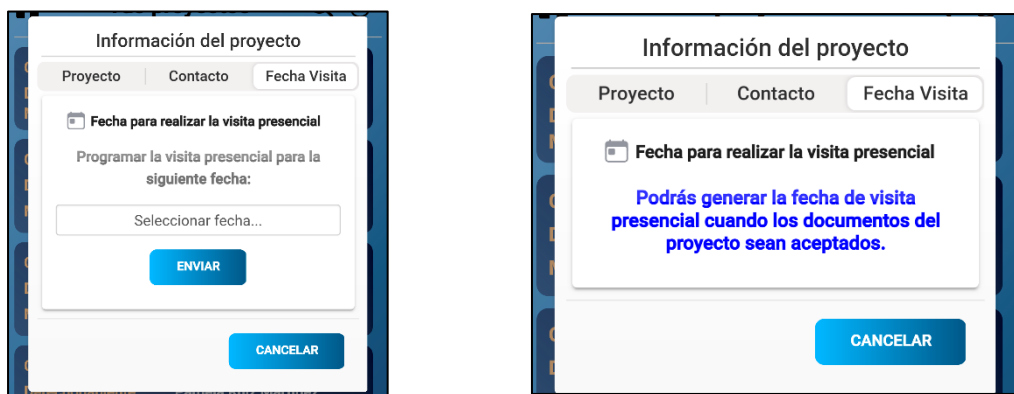 Información del proyecto
Proyecto Contacto Fecha Visita
Fecha para realizar la visita presencial
Programar la visita presencial para la
siguiente fecha:
Seleccionar fecha...
ENVIAR
CANCELAR
Información del proyecto
Proyecto Contacto Fecha Visita
Fecha para realizar la visita presencial
Podrás generar la fecha de visita
presencial cuando los documentos del
proyecto sean aceptados.
CANCELAR